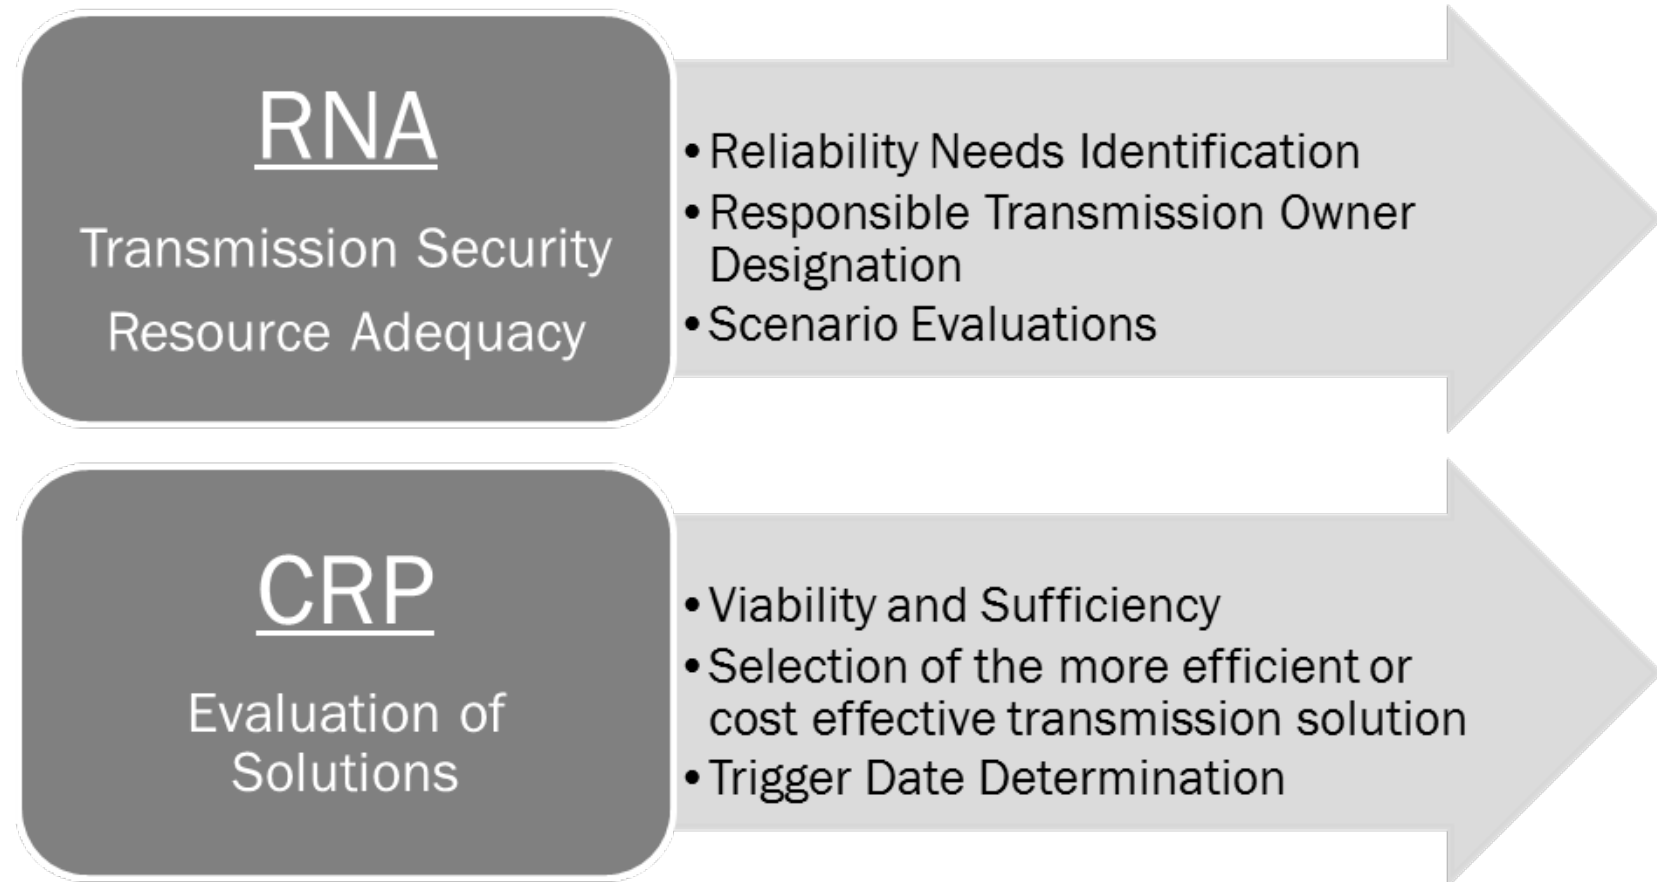 RNA
Transmission Security
Resource Adequacy
•Reliability Needs Identification
•Responsible Transmission Owner
Designation
•Scenario Evaluations
CRP
Evaluation of
Solutions
•Viability and Sufficiency
•Selection of the more efficient or
cost effective transmission solution
•Trigger Date Determination